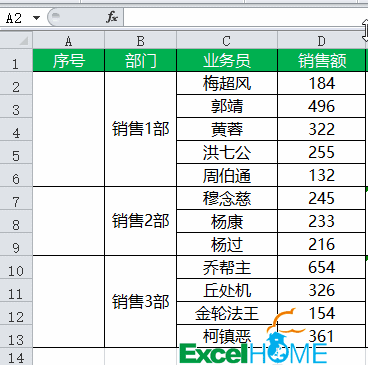 A2 fx
A B C D
1 序号 部门 业务员 销售额
2 梅超风 184
3 郭靖 496
4 销售1部 黄蓉 322
5 洪七公 255
6 周伯通 132
7 穆念慈 245
8 销售2部 杨康 233
9 杨过 216
10 乔帮主 654
11 销售3部 丘处机 326
12 金轮法王 154
13 柯镇恶 361
14
ExcelHOME